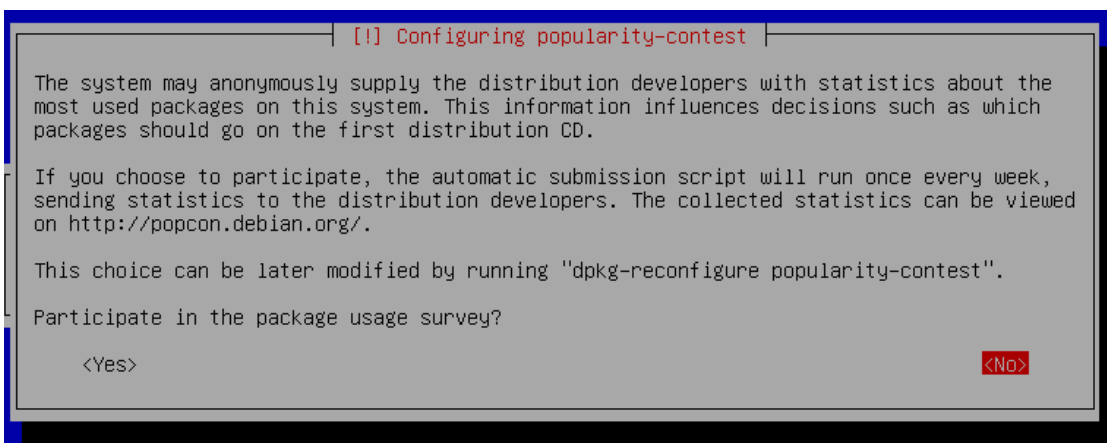 [!] Configuring popularity-contest
The system may anonymously supply the distribution developers with statistics about the
most used packages on this system. This information influences decisions such as which
packages should go on the first distribution CD.
If you choose to participate, the automatic submission script will run once every week,
sending statistics to the distribution developers. The collected statistics can be viewed
on http://popcon.debian.org/.
This choice can be later modified by running "dpkg-reconfigure popularity-contest".
Participate in the package usage survey?
<Yes> <No>